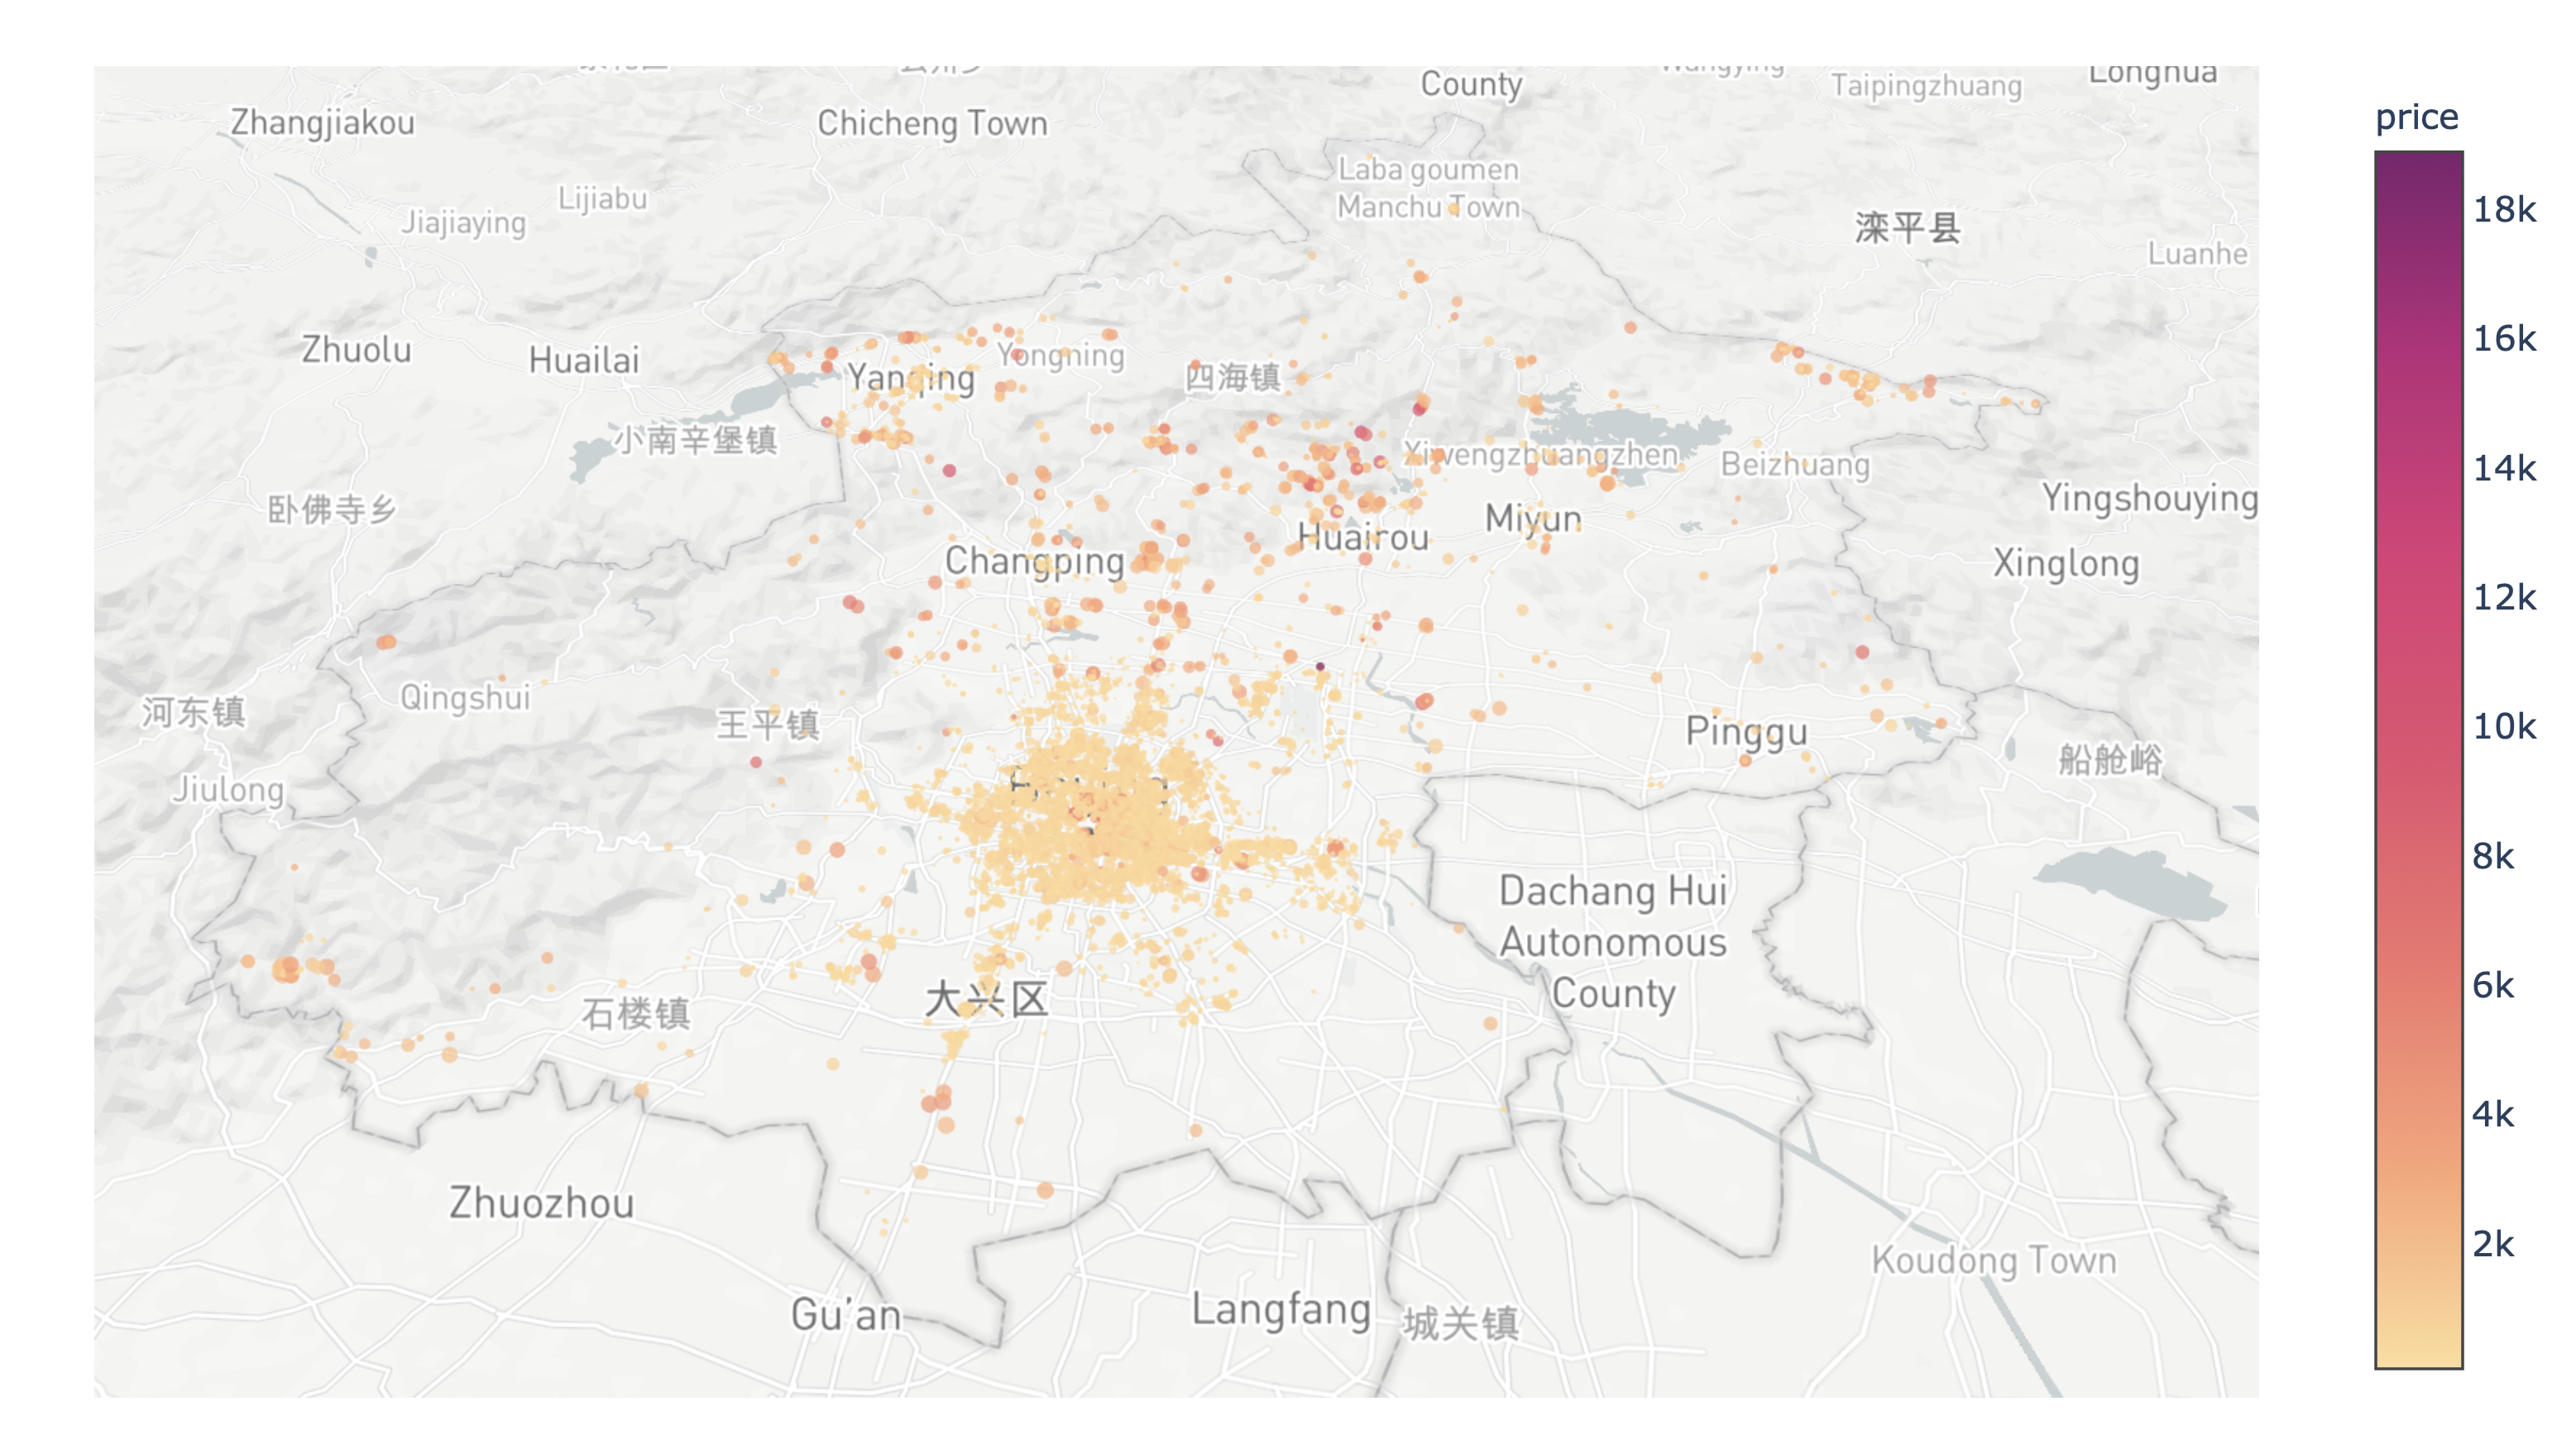 County
Taipingzhuang
Longhua
Zhangjiakou
Chicheng Town
Laba goumen
Manchu Town
Lijiabu
Jiajiaying
滦平县
Luanhe
Zhuolu
Huailai
Yanqing
Yongning
四海镇
小南辛堡镇
Xiwengzhuangzhen
Beizhuang
卧佛寺乡
Miyun
Yingshouying
Huairou
Changping
Xinglong
Qingshui
河东镇
王平镇
Pinggu
船舱峪
Jiulong
Dachang Hui
Autonomous
County
石楼镇
大兴区
Zhuozhou
Koudong Town
Gu'an
Langfang
城关镇
price
18k
16k
14k
12k
10k
8k
6k
4k
2k